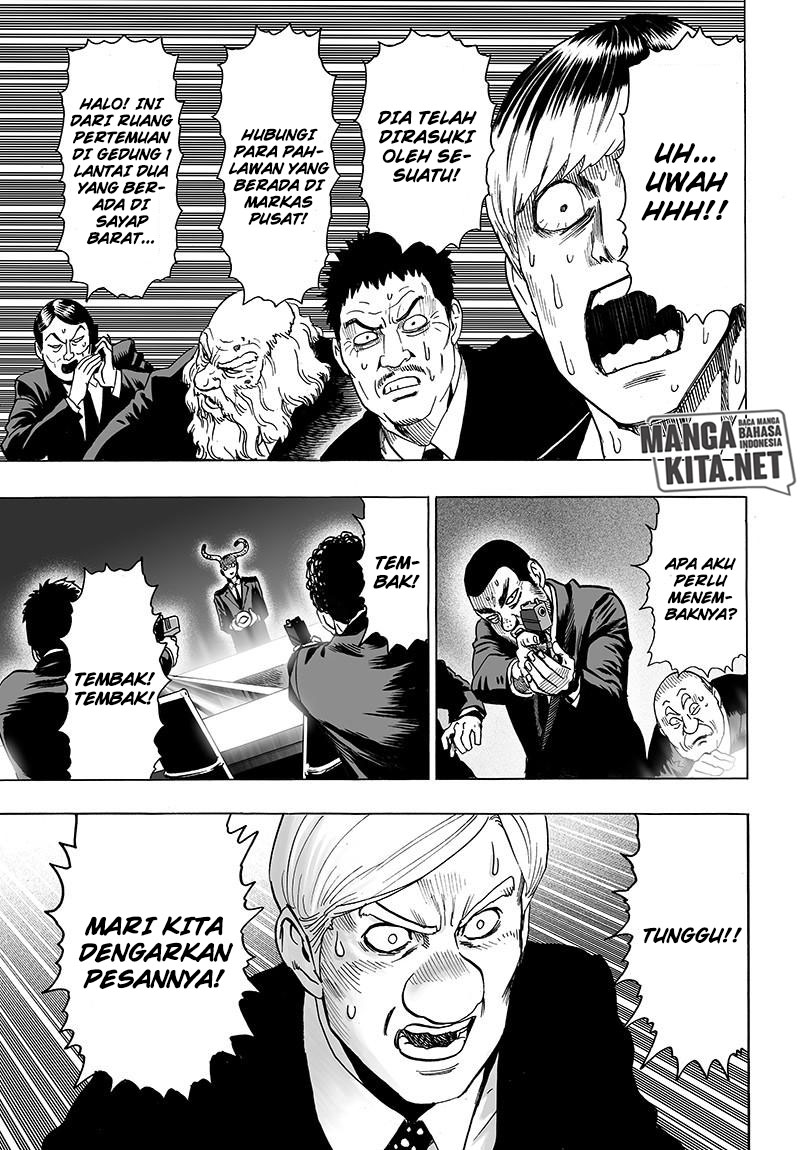 UH...
UWAH
HHH!!
DIA TELAH
DIRASUKI
OLEH SE-
SUATU!
HUBUNGI
PARA PAH-
LAWAN YANG
BERADA DI
MARKAS
PUSAT!
HALO! INI
DARI RUANG
PERTEMUAN
DI GEDUNG 1
LANTAI DUA
YANG BER-
ADA DI
SAYAP
BARAT...
MANGA
KITA.NET
BACA MANGA
BAHASA
INDONESIA
APA AKU
PERLU
MENEM-
BAKNYA?
TEM-
BAK!
TEMBAK!
TEMBAK!
TUNGGU!!
MARI KITA
DENGARKAN
PESANNYA!